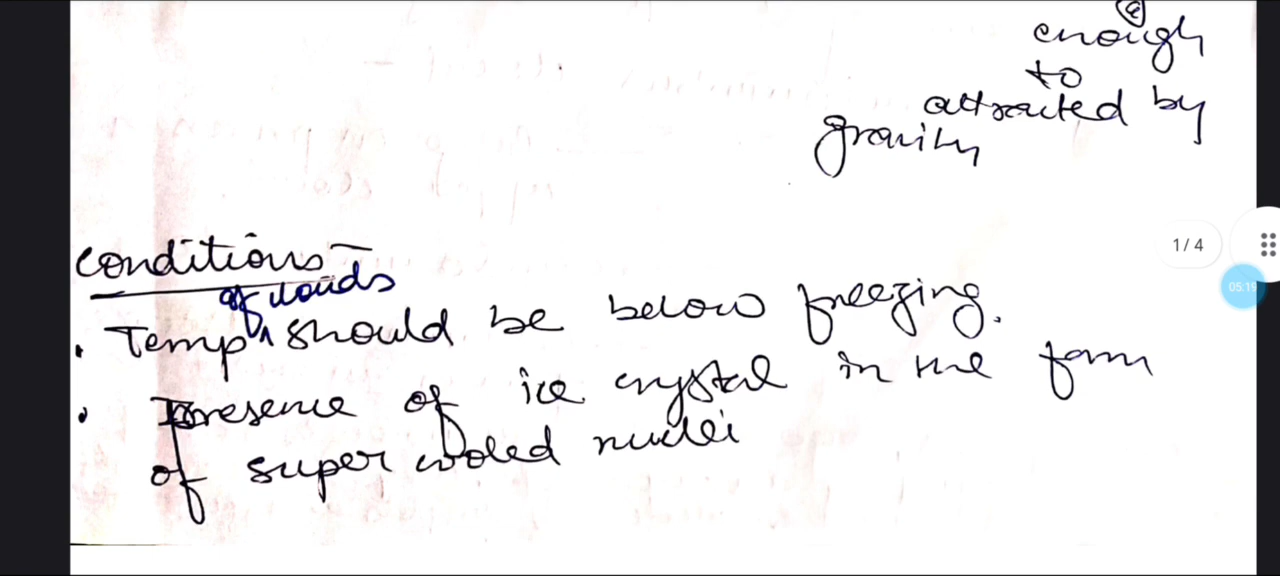 enough
to
attracted by
gravity
conditions -
of clouds
. Temp ^ should be below freezing.
. Presence of ice crystal in the form
of super cooled nuclei
1 / 4
05:19